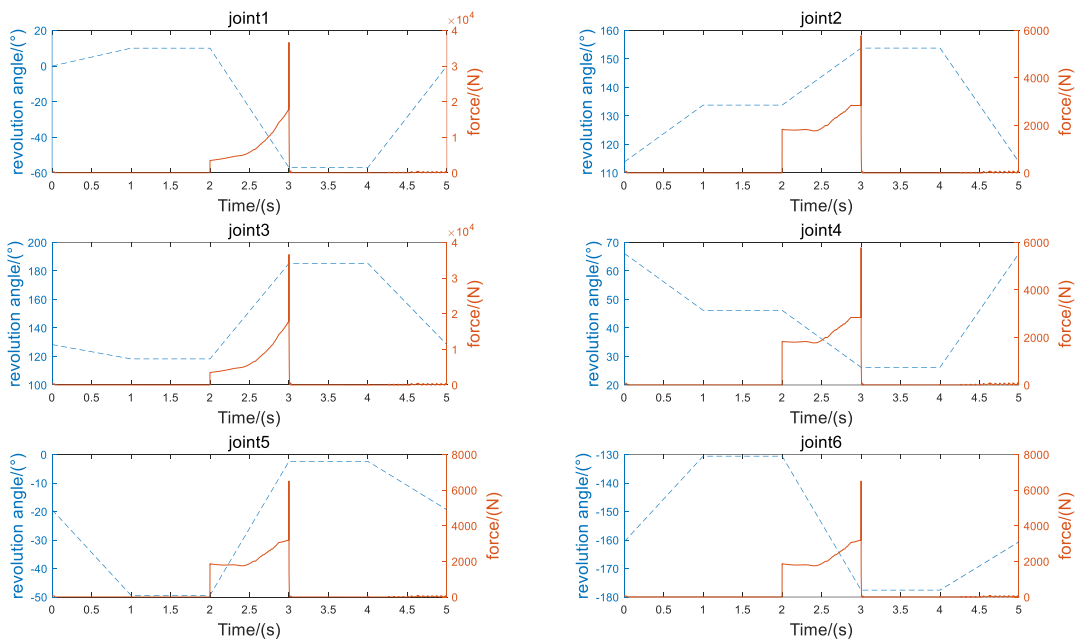 joint1
×10⁴
revolution angle/(°)
20
0
-20
-40
-60
4
3
2
1
0
force/(N)
0 0.5 1 1.5 2 2.5 3 3.5 4 4.5 5
Time/(s)
joint2
revolution angle/(°)
160
150
140
130
120
110
6000
4000
2000
0
force/(N)
0 0.5 1 1.5 2 2.5 3 3.5 4 4.5 5
Time/(s)
joint3
×10⁴
revolution angle/(°)
200
180
160
140
120
100
4
3
2
1
0
force/(N)
0 0.5 1 1.5 2 2.5 3 3.5 4 4.5 5
Time/(s)
joint4
revolution angle/(°)
70
60
50
40
30
20
6000
4000
2000
0
force/(N)
0 0.5 1 1.5 2 2.5 3 3.5 4 4.5 5
Time/(s)
joint5
revolution angle/(°)
0
-10
-20
-30
-40
-50
8000
6000
4000
2000
0
force/(N)
0 0.5 1 1.5 2 2.5 3 3.5 4 4.5 5
Time/(s)
joint6
revolution angle/(°)
-130
-140
-150
-160
-170
-180
8000
6000
4000
2000
0
force/(N)
0 0.5 1 1.5 2 2.5 3 3.5 4 4.5 5
Time/(s)